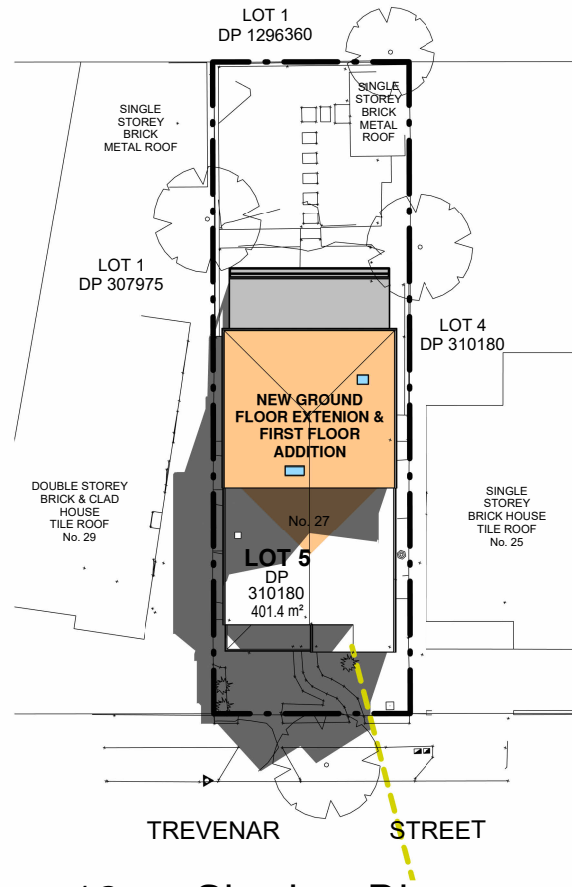 LOT 1
DP 1296360
SINGLE
STOREY
BRICK
METAL ROOF
SINGLE
STOREY
BRICK
METAL
ROOF
LOT 1
DP 307975
LOT 4
DP 310180
NEW GROUND
FLOOR EXTENION &
FIRST FLOOR
ADDITION
DOUBLE STOREY
BRICK & CLAD
HOUSE
TILE ROOF
No. 29
No. 27
SINGLE
STOREY
BRICK HOUSE
TILE ROOF
No. 25
LOT 5
DP
310180
401.4 m²
TREVENAR STREET